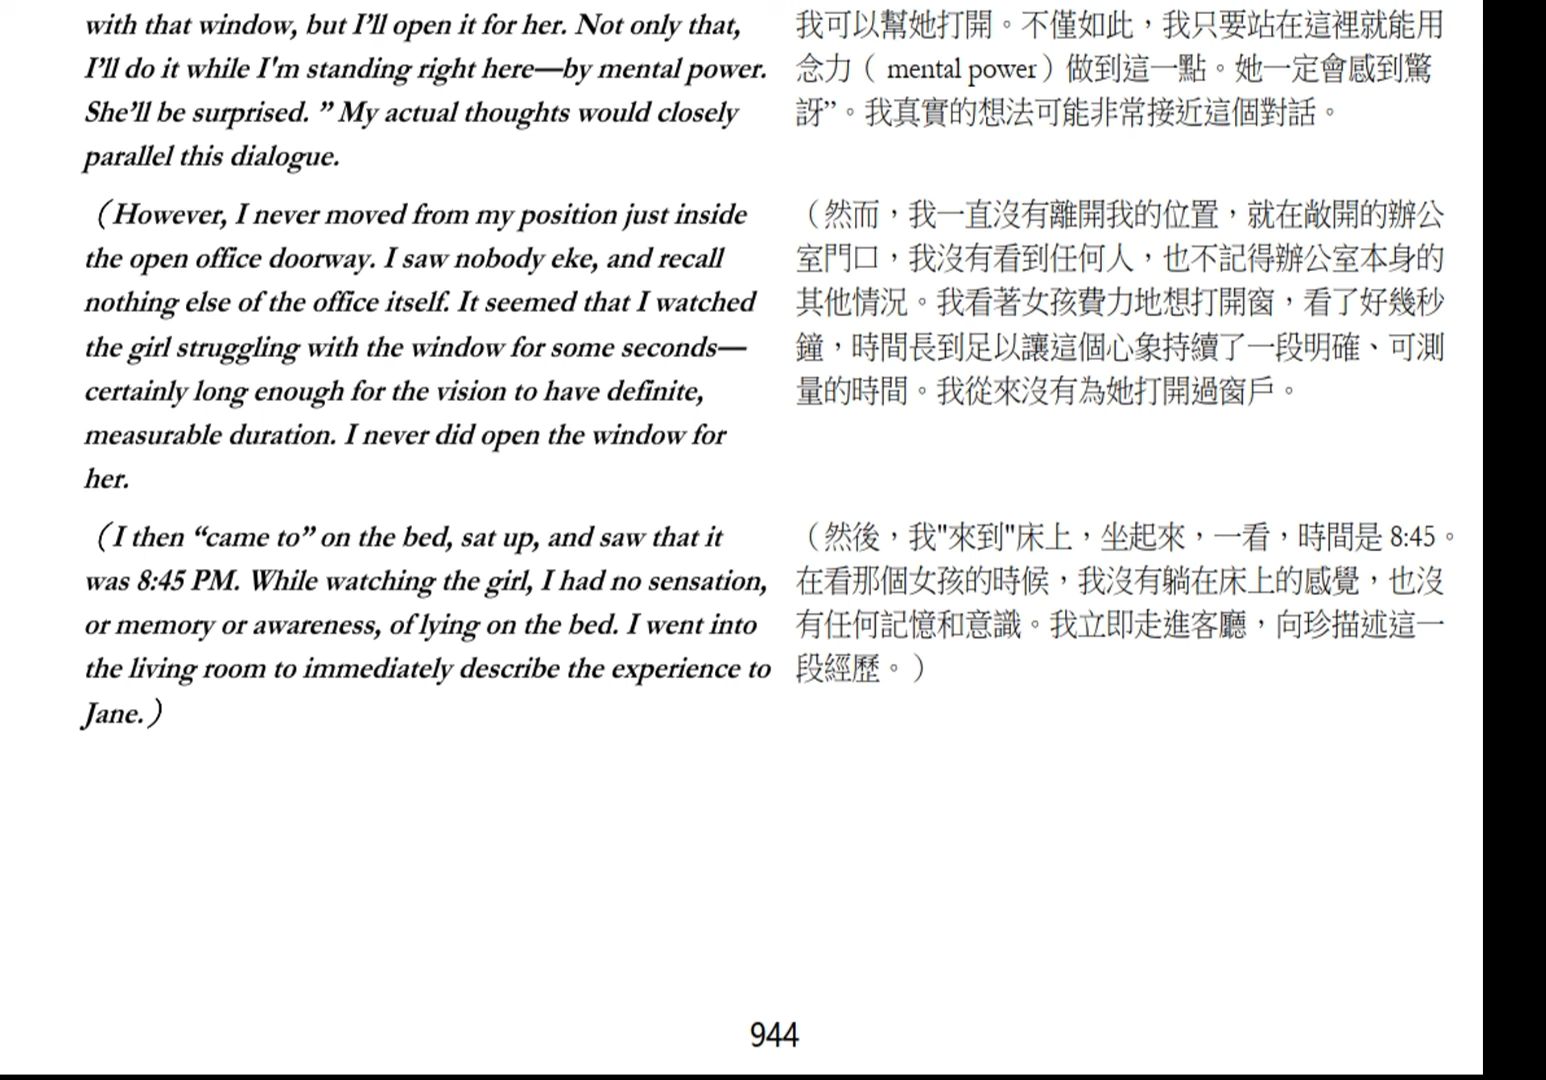 with that window, but I’ll open it for her. Not only that,
I’ll do it while I'm standing right here—by mental power.
She’ll be surprised. ” My actual thoughts would closely
parallel this dialogue.
我可以幫她打開。不僅如此，我只要站在這裡就能用
念力（ mental power）做到這一點。她一定會感到驚
訝”。我真實的想法可能非常接近這個對話。
（However, I never moved from my position just inside
the open office doorway. I saw nobody eke, and recall
nothing else of the office itself. It seemed that I watched
the girl struggling with the window for some seconds—
certainly long enough for the vision to have definite,
measurable duration. I never did open the window for
her.
（然而，我一直沒有離開我的位置，就在敞開的辦公
室門口，我沒有看到任何人，也不記得辦公室本身的
其他情況。我看著女孩費力地想打開窗，看了好幾秒
鐘，時間長到足以讓這個心象持續了一段明確、可測
量的時間。我從來沒有為她打開過窗戶。
（I then “came to” on the bed, sat up, and saw that it
was 8:45 PM. While watching the girl, I had no sensation,
or memory or awareness, of lying on the bed. I went into
the living room to immediately describe the experience to
Jane.）
（然後，我"來到"床上，坐起來，一看，時間是 8:45。
在看那個女孩的時候，我沒有躺在床上的感覺，也沒
有任何記憶和意識。我立即走進客廳，向珍描述這一
段經歷。）
944